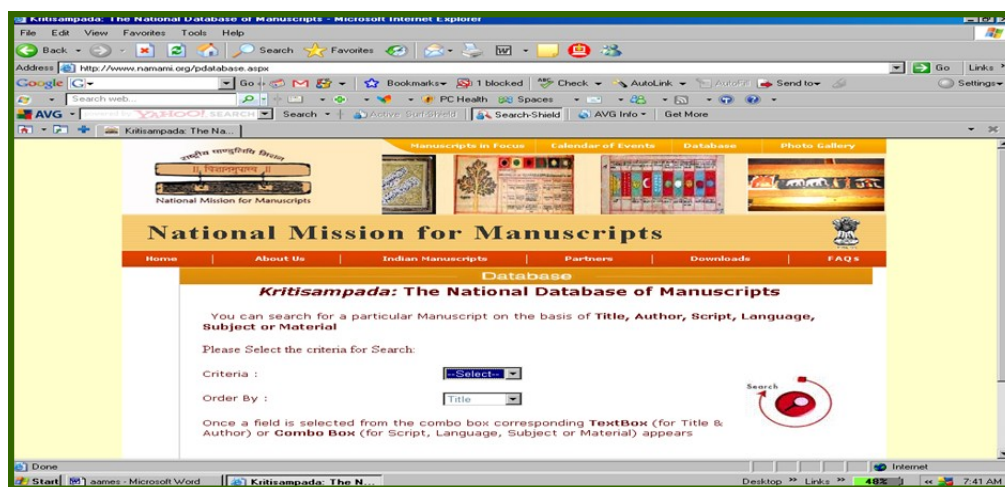 Kritisampada: The National Database of Manuscripts - Microsoft Internet Explorer
File Edit View Favorites Tools Help
Back Search Favorites
Address http://www.namami.org/pdatabase.aspx Go Links
Google G Go Bookmarks 1 blocked Check AutoLink AutoFill Send to Settings
Search web... PC Health Spaces
AVG YAHOO! SEARCH Search Active Surf-Shield Search-Shield AVG Info Get More
Kritisampada: The Na...
Manuscripts in Focus Calendar of Events Database Photo Gallery
राष्ट्रीय पाण्डुलिपि मिशन
National Mission for Manuscripts
National Mission for Manuscripts
Home | About Us | Indian Manuscripts | Partners | Downloads | FAQs
Database
Kritisampada: The National Database of Manuscripts
You can search for a particular Manuscript on the basis of Title, Author, Script, Language,
Subject or Material
Please Select the criteria for Search:
Criteria : --Select--
Search
Order By : Title
Once a field is selected from the combo box corresponding TextBox (for Title &
Author) or Combo Box (for Script, Language, Subject or Material) appears
Done Internet
Start aames - Microsoft Word Kritisampada: The N... Desktop Links 48% 7:41 AM